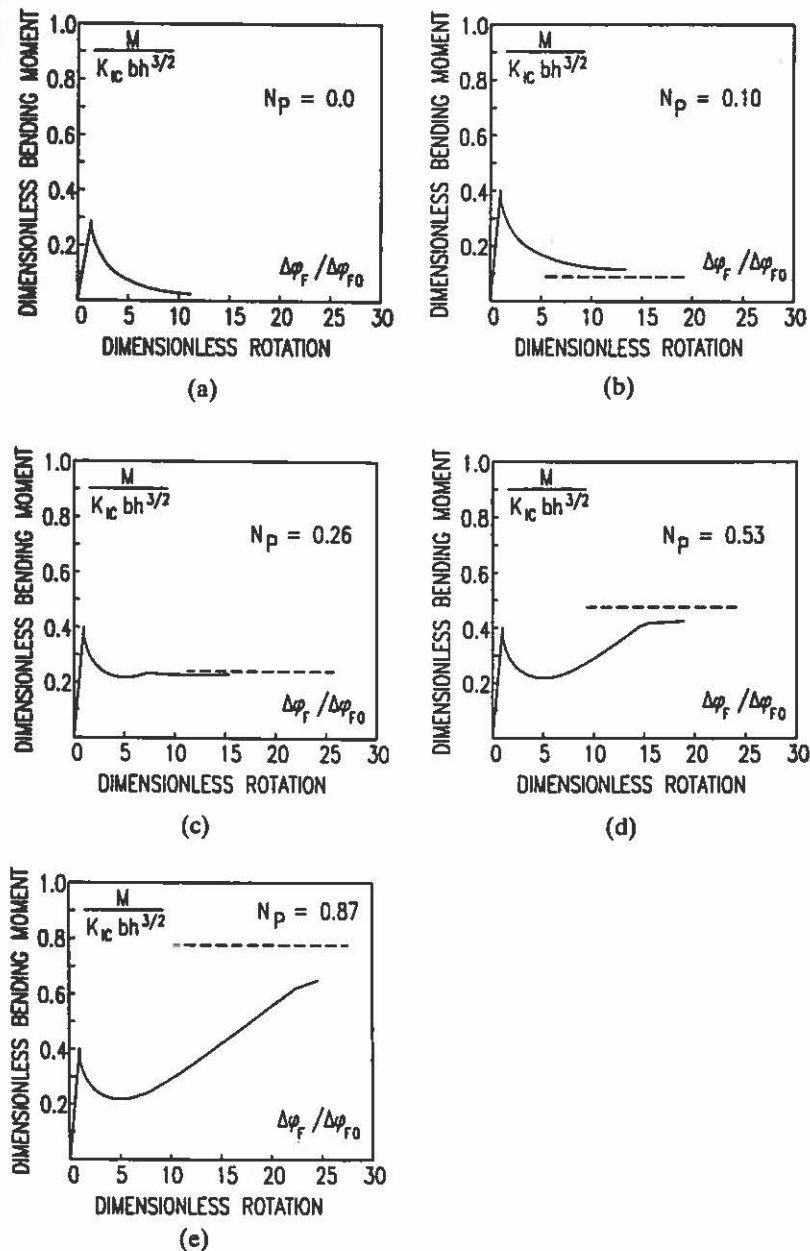 DIMENSIONLESS BENDING MOMENT
1.0
0.8
0.6
0.4
0.2
M
K_IC bh^3/2
N_P = 0.0
Δφ_F /Δφ_F0
0 5 10 15 20 25 30
DIMENSIONLESS ROTATION
(a)
DIMENSIONLESS BENDING MOMENT
1.0
0.8
0.6
0.4
0.2
M
K_IC bh^3/2
N_P = 0.10
Δφ_F /Δφ_F0
0 5 10 15 20 25 30
DIMENSIONLESS ROTATION
(b)
DIMENSIONLESS BENDING MOMENT
1.0
0.8
0.6
0.4
0.2
M
K_IC bh^3/2
N_P = 0.26
Δφ_F /Δφ_F0
0 5 10 15 20 25 30
DIMENSIONLESS ROTATION
(c)
DIMENSIONLESS BENDING MOMENT
1.0
0.8
0.6
0.4
0.2
M
K_IC bh^3/2
N_P = 0.53
Δφ_F /Δφ_F0
0 5 10 15 20 25 30
DIMENSIONLESS ROTATION
(d)
DIMENSIONLESS BENDING MOMENT
1.0
0.8
0.6
0.4
0.2
M
K_IC bh^3/2
N_P = 0.87
Δφ_F /Δφ_F0
0 5 10 15 20 25 30
DIMENSIONLESS ROTATION
(e)